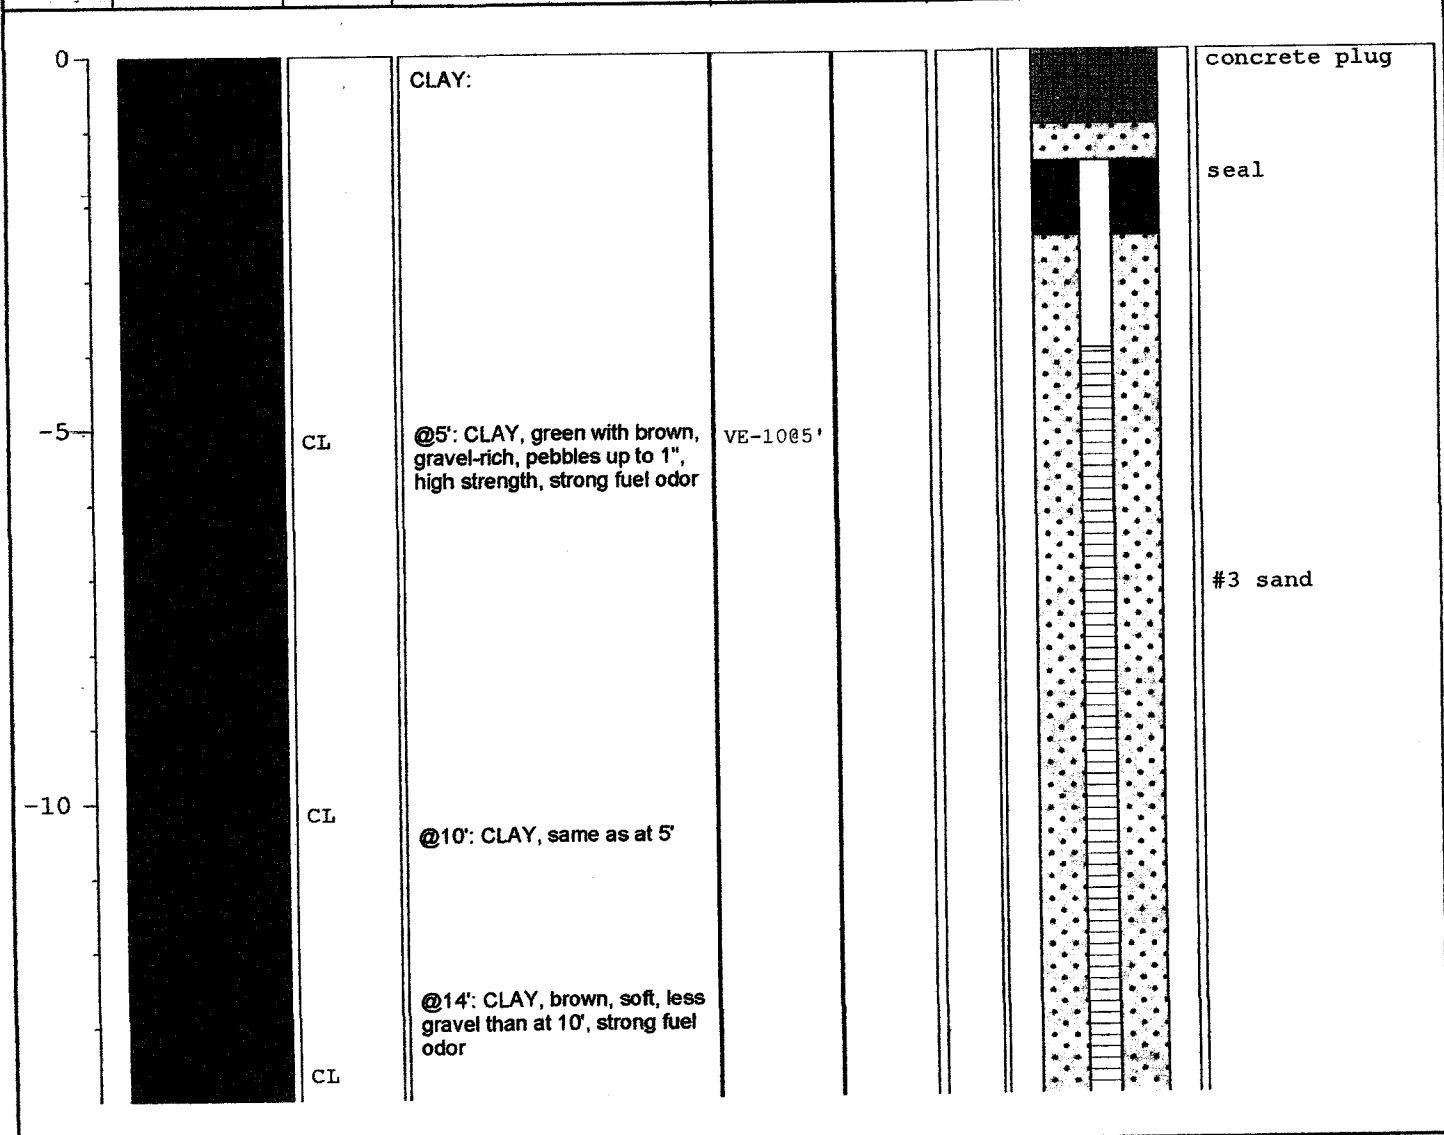 0
concrete plug
CLAY:
seal
-5
CL
@5': CLAY, green with brown,
gravel-rich, pebbles up to 1",
high strength, strong fuel odor
VE-10@5'
#3 sand
-10
CL
@10': CLAY, same as at 5'
@14': CLAY, brown, soft, less
gravel than at 10', strong fuel
odor
CL